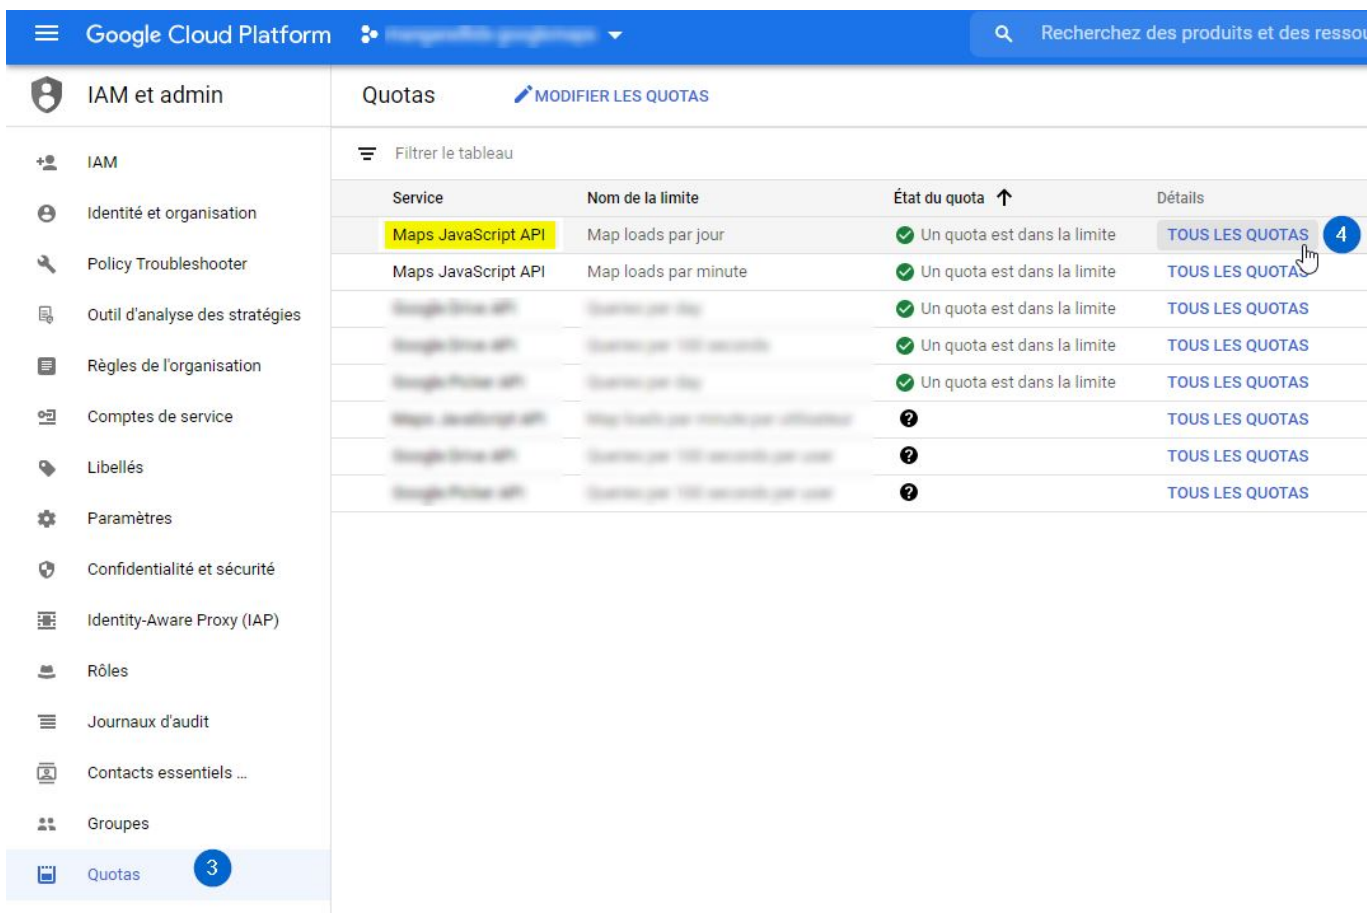 Google Cloud Platform
Recherchez des produits et des ressou
IAM et admin
Quotas MODIFIER LES QUOTAS
IAM
Identité et organisation
Policy Troubleshooter
Outil d'analyse des stratégies
Règles de l'organisation
Comptes de service
Libellés
Paramètres
Confidentialité et sécurité
Identity-Aware Proxy (IAP)
Rôles
Journaux d'audit
Contacts essentiels ...
Groupes
Quotas 3
Filtrer le tableau
Service Nom de la limite État du quota Détails
Maps JavaScript API Map loads par jour Un quota est dans la limite TOUS LES QUOTAS 4
Maps JavaScript API Map loads par minute Un quota est dans la limite TOUS LES QUOTAS
Un quota est dans la limite TOUS LES QUOTAS
Un quota est dans la limite TOUS LES QUOTAS
Un quota est dans la limite TOUS LES QUOTAS
TOUS LES QUOTAS
TOUS LES QUOTAS
TOUS LES QUOTAS